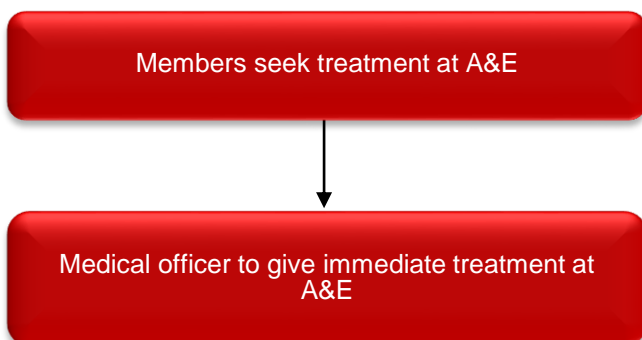 Members seek treatment at A&E
Medical officer to give immediate treatment at
A&E